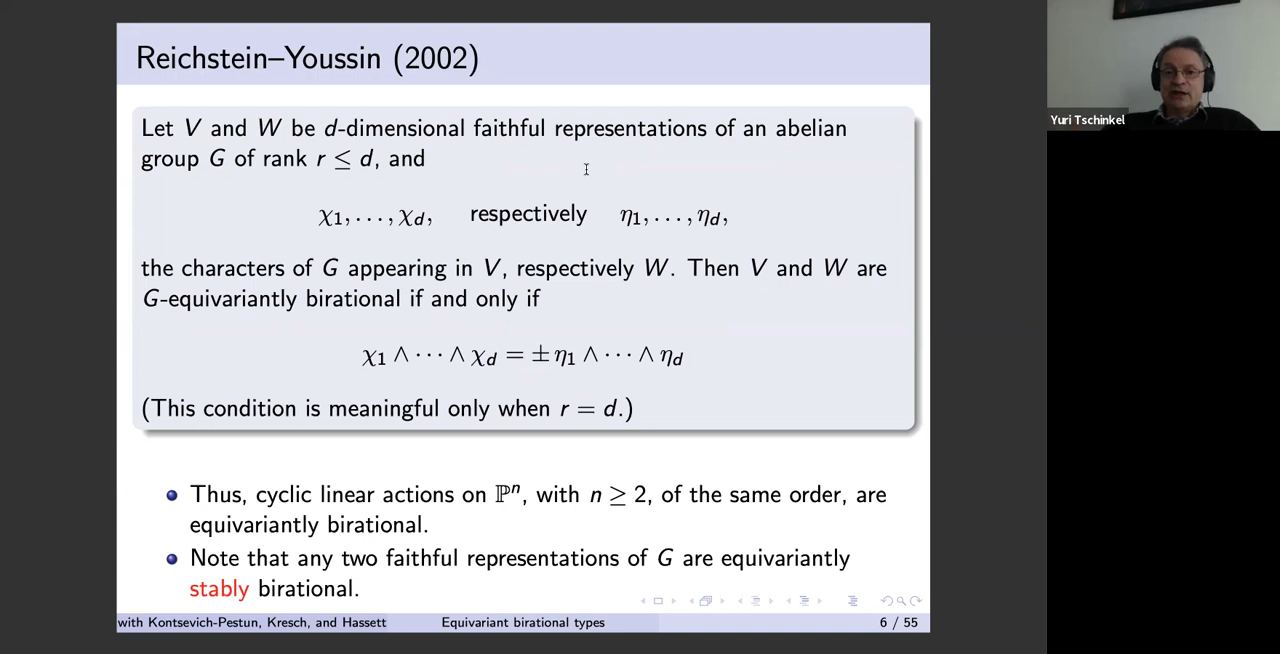 Reichstein–Youssin (2002)
Let V and W be d-dimensional faithful representations of an abelian
group G of rank r ≤ d, and
χ1, . . . , χd, respectively η1, . . . , ηd,
the characters of G appearing in V, respectively W. Then V and W are
G-equivariantly birational if and only if
χ1 ∧ · · · ∧ χd = ± η1 ∧ · · · ∧ ηd
(This condition is meaningful only when r = d.)
Thus, cyclic linear actions on ℙⁿ, with n ≥ 2, of the same order, are
equivariantly birational.
Note that any two faithful representations of G are equivariantly
stably birational.
with Kontsevich-Pestun, Kresch, and Hassett Equivariant birational types 6 / 55
Yuri Tschinkel